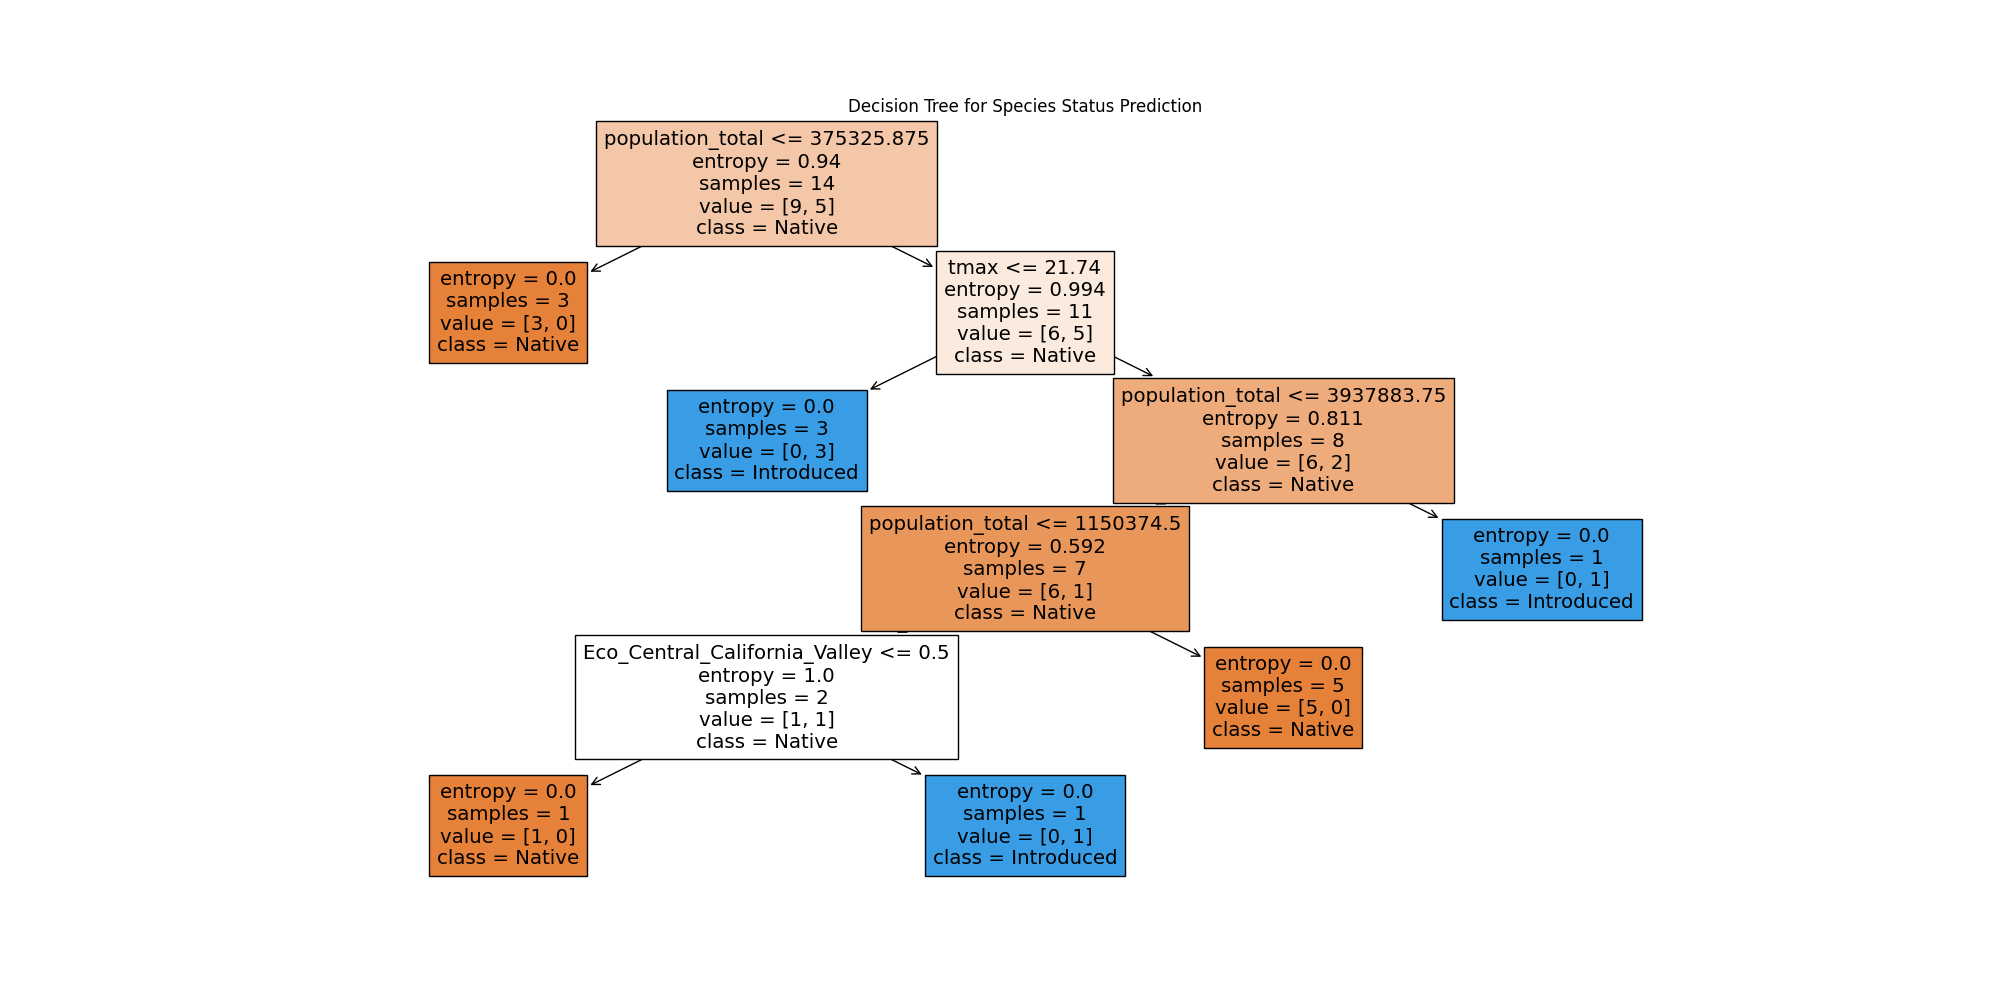 Decision Tree for Species Status Prediction
population_total <= 375325.875
entropy = 0.94
samples = 14
value = [9, 5]
class = Native
entropy = 0.0
samples = 3
value = [3, 0]
class = Native
tmax <= 21.74
entropy = 0.994
samples = 11
value = [6, 5]
class = Native
entropy = 0.0
samples = 3
value = [0, 3]
class = Introduced
population_total <= 3937883.75
entropy = 0.811
samples = 8
value = [6, 2]
class = Native
population_total <= 1150374.5
entropy = 0.592
samples = 7
value = [6, 1]
class = Native
entropy = 0.0
samples = 1
value = [0, 1]
class = Introduced
Eco_Central_California_Valley <= 0.5
entropy = 1.0
samples = 2
value = [1, 1]
class = Native
entropy = 0.0
samples = 5
value = [5, 0]
class = Native
entropy = 0.0
samples = 1
value = [1, 0]
class = Native
entropy = 0.0
samples = 1
value = [0, 1]
class = Introduced